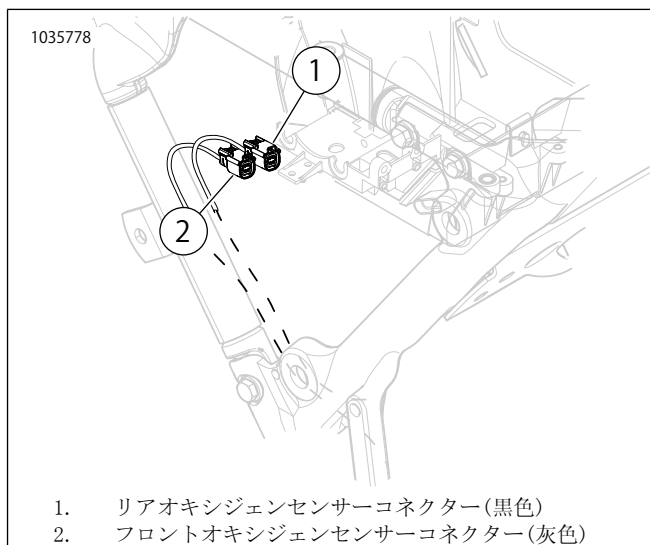 1035778
1
2
1. リアオキシジェンセンサーコネクター(黒色)
2. フロントオキシジェンセンサーコネクター(灰色)